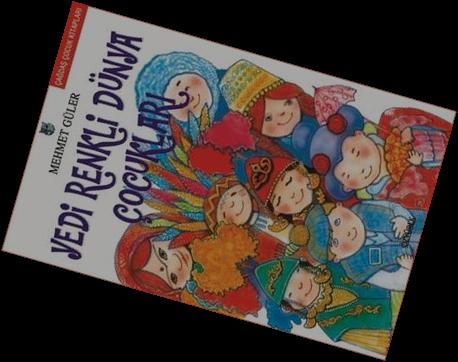 ÇAĞDAŞ ÇOCUK KİTAPLARI
MEHMET GÜLER
YEDİ RENKLİ DÜNYA
ÇOCUKLARI